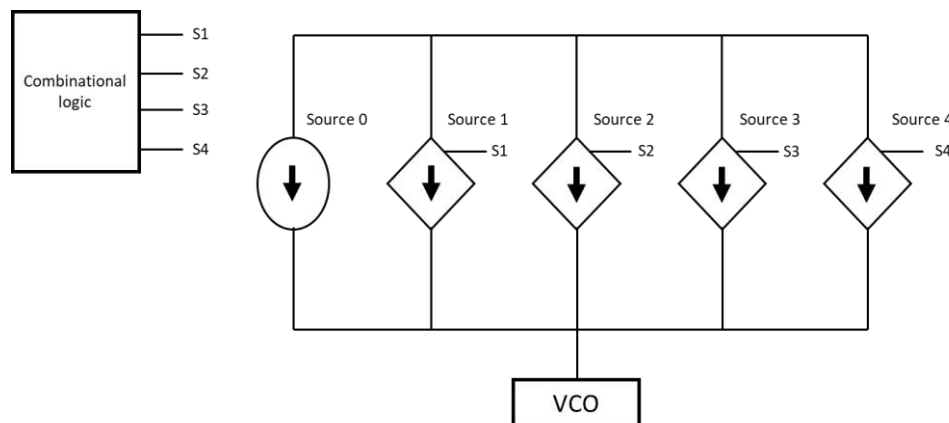 Combinational
logic
S1
S2
S3
S4
Source 0
Source 1
Source 2
Source 3
Source 4
S1
S2
S3
S4
VCO